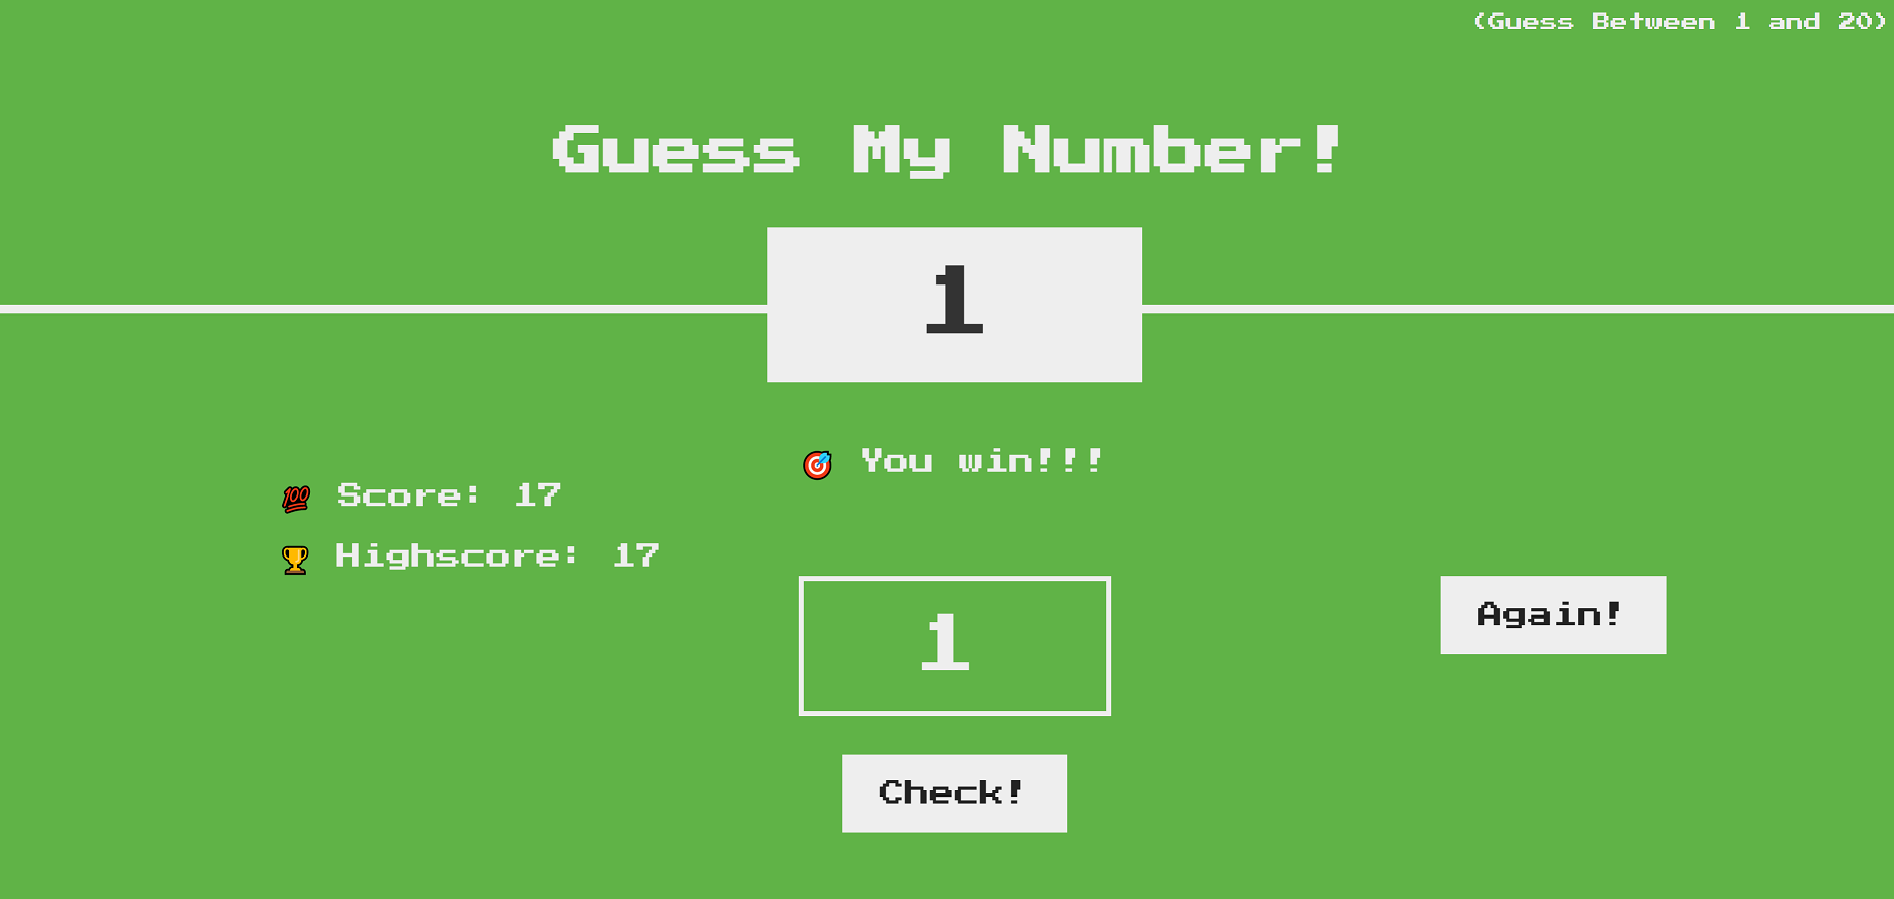 (Guess Between 1 and 20)
Guess My Number!
1
🎯 You win!!!
💯 Score: 17
🏆 Highscore: 17
1
Again!
Check!